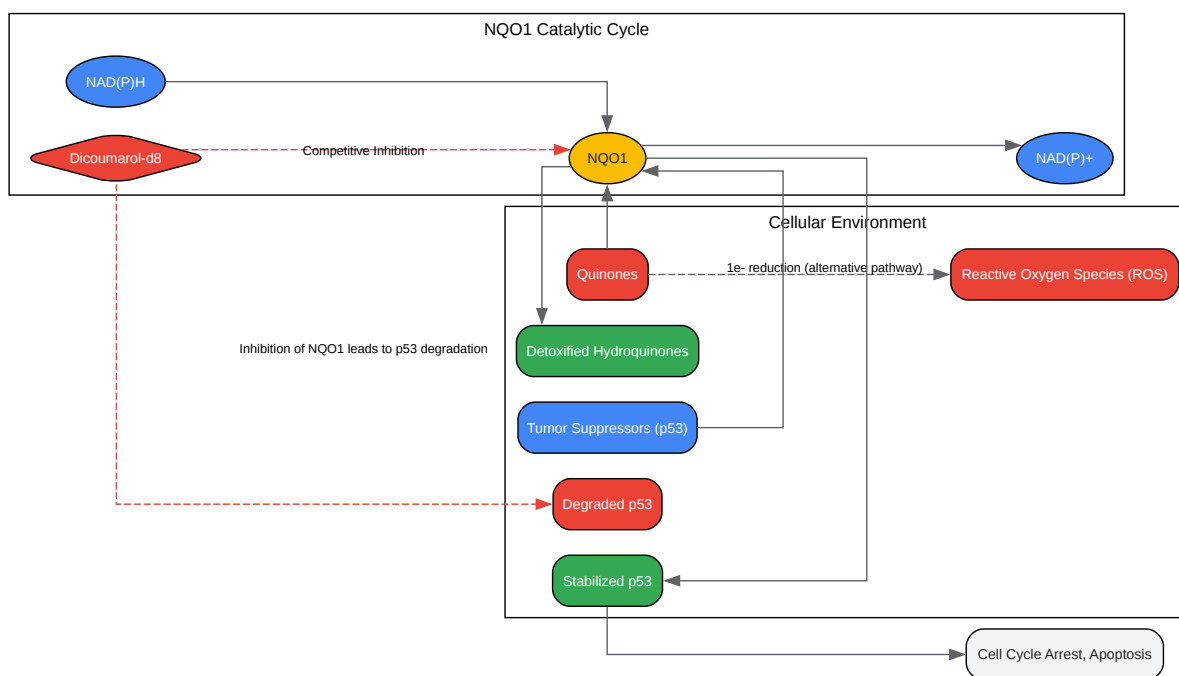 NQO1 Catalytic Cycle
NAD(P)H
Dicoumarol-d8
Competitive Inhibition
NQO1
NAD(P)+
Cellular Environment
Quinones
1e- reduction (alternative pathway)
Reactive Oxygen Species (ROS)
Inhibition of NQO1 leads to p53 degradation
Detoxified Hydroquinones
Tumor Suppressors (p53)
Degraded p53
Stabilized p53
Cell Cycle Arrest, Apoptosis